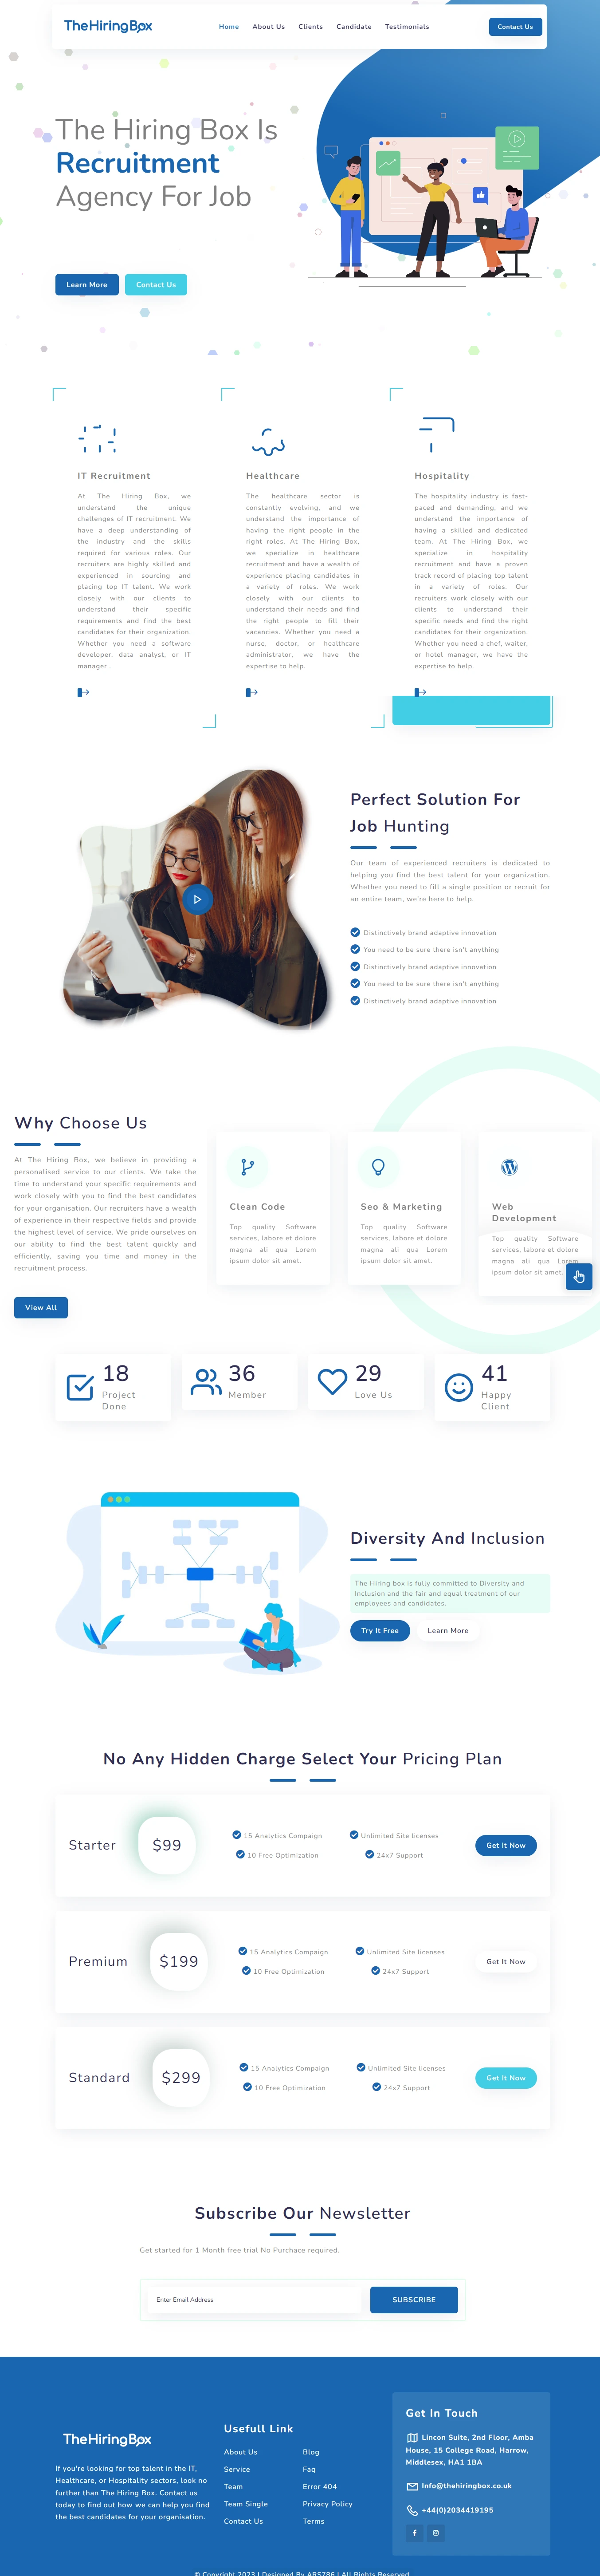 TheHiringBox
Home
About Us
Clients
Candidate
Testimonials
Contact Us
The Hiring Box Is
Recruitment
Agency For Job
Learn More
Contact Us
IT Recruitment
At The Hiring Box, we
understand the unique
challenges of IT recruitment. We
have a deep understanding of
the industry and the skills
required for various roles. Our
recruiters are highly skilled and
experienced in sourcing and
placing top IT talent. We work
closely with our clients to
understand their specific
requirements and find the best
candidates for their organization.
Whether you need a software
developer, data analyst, or IT
manager .
Healthcare
The healthcare sector is
constantly evolving, and we
understand the importance of
having the right people in the
right roles. At The Hiring Box,
we specialize in healthcare
recruitment and have a wealth of
experience placing candidates in
a variety of roles. We work
closely with our clients to
understand their needs and find
the right people to fill their
vacancies. Whether you need a
nurse, doctor, or healthcare
administrator, we have the
expertise to help.
Hospitality
The hospitality industry is fast-
paced and demanding, and we
understand the importance of
having a skilled and dedicated
team. At The Hiring Box, we
specialize in hospitality
recruitment and have a proven
track record of placing top talent
in a variety of roles. Our
recruiters work closely with our
clients to understand their
specific needs and find the right
candidates for their organization.
Whether you need a chef, waiter,
or hotel manager, we have the
expertise to help.
Perfect Solution For
Job Hunting
Our team of experienced recruiters is dedicated to
helping you find the best talent for your organization.
Whether you need to fill a single position or recruit for
an entire team, we're here to help.
Distinctively brand adaptive innovation
You need to be sure there isn't anything
Distinctively brand adaptive innovation
You need to be sure there isn't anything
Distinctively brand adaptive innovation
Why Choose Us
At The Hiring Box, we believe in providing a
personalised service to our clients. We take the
time to understand your specific requirements and
work closely with you to find the best candidates
for your organisation. Our recruiters have a wealth
of experience in their respective fields and provide
the highest level of service. We pride ourselves on
our ability to find the best talent quickly and
efficiently, saving you time and money in the
recruitment process.
View All
Clean Code
Top quality Software
services, labore et dolore
magna ali qua Lorem
ipsum dolor sit amet.
Seo & Marketing
Top quality Software
services, labore et dolore
magna ali qua Lorem
ipsum dolor sit amet.
Web
Development
Top quality Software
services, labore et dolore
magna ali qua Lorem
ipsum dolor sit amet.
18
Project
Done
36
Member
29
Love Us
41
Happy
Client
Diversity And Inclusion
The Hiring box is fully committed to Diversity and
Inclusion and the fair and equal treatment of our
employees and candidates.
Try It Free
Learn More
No Any Hidden Charge Select Your Pricing Plan
Starter
$99
15 Analytics Campaign
10 Free Optimization
Unlimited Site licenses
24x7 Support
Get It Now
Premium
$199
15 Analytics Campaign
10 Free Optimization
Unlimited Site licenses
24x7 Support
Get It Now
Standard
$299
15 Analytics Campaign
10 Free Optimization
Unlimited Site licenses
24x7 Support
Get It Now
Subscribe Our Newsletter
Get started for 1 Month free trial No Purchace required.
Enter Email Address
SUBSCRIBE
TheHiringBox
If you're looking for top talent in the IT,
Healthcare, or Hospitality sectors, look no
further than The Hiring Box. Contact us
today to find out how we can help you find
the best candidates for your organisation.
Usefull Link
About Us
Service
Team
Team Single
Contact Us
Blog
Faq
Error 404
Privacy Policy
Terms
Get In Touch
Lincon Suite, 2nd Floor, Amba
House, 15 College Road, Harrow,
Middlesex, HA1 1BA
Info@thehiringbox.co.uk
+44(0)2034419195
© Copyright 2023 | Designed By ARS786 | All Rights Reserved